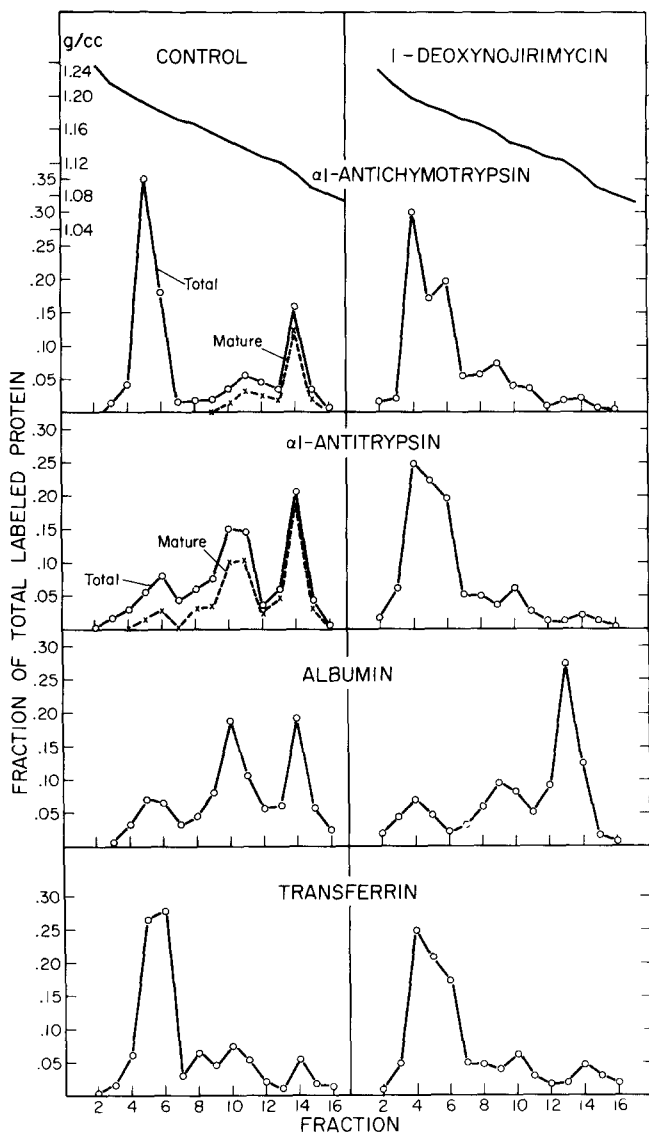 g/cc
CONTROL
1-DEOXYNOJIRIMYCIN
1.24
1.20
1.16
1.12
1.08
1.04
α1-ANTICHYMOTRYPSIN
.35
.30
.25
.20
.15
.10
.05
Total
Mature
α1-ANTITRYPSIN
.30
.25
.20
.15
.10
.05
Total
Mature
ALBUMIN
.30
.25
.20
.15
.10
.05
TRANSFERRIN
.30
.25
.20
.15
.10
.05
2 4 6 8 10 12 14 16 2 4 6 8 10 12 14 16
FRACTION
FRACTION OF TOTAL LABELED PROTEIN